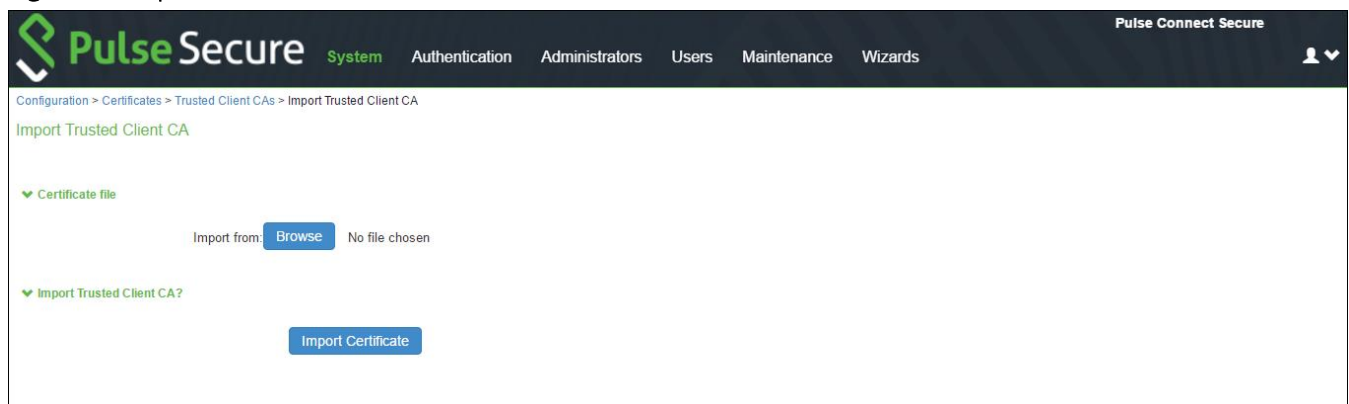 Pulse Connect Secure
Pulse Secure System Authentication Administrators Users Maintenance Wizards
Configuration > Certificates > Trusted Client CAs > Import Trusted Client CA
Import Trusted Client CA
Certificate file
Import from: Browse No file chosen
Import Trusted Client CA?
Import Certificate